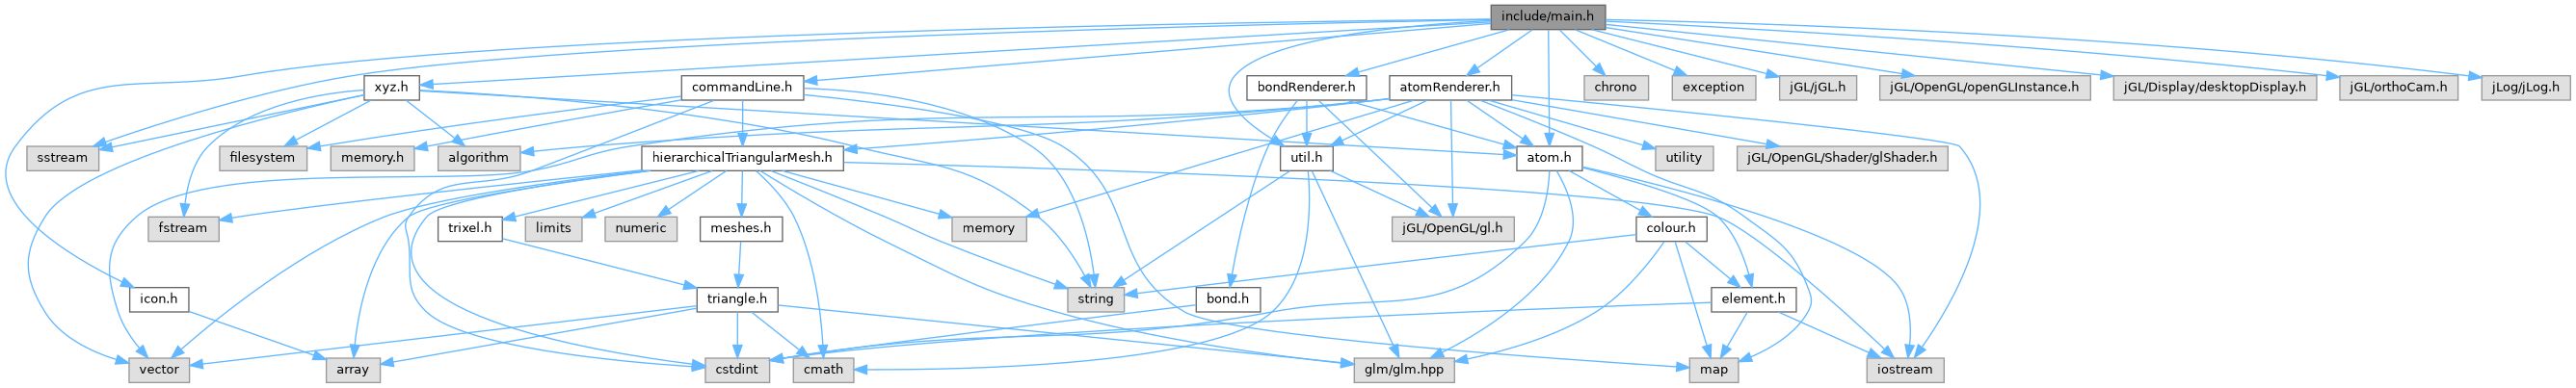 include/main.h
xyz.h
commandLine.h
bondRenderer.h
atomRenderer.h
chrono
exception
jGL/jGL.h
jGL/OpenGL/openGLInstance.h
jGL/Display/desktopDisplay.h
jGL/orthoCam.h
jLog/jLog.h
sstream
filesystem
memory.h
algorithm
hierarchicalTriangularMesh.h
util.h
atom.h
utility
jGL/OpenGL/Shader/glShader.h
fstream
trixel.h
limits
numeric
meshes.h
memory
jGL/OpenGL/gl.h
colour.h
icon.h
triangle.h
string
bond.h
element.h
vector
array
cstdint
cmath
glm/glm.hpp
map
iostream